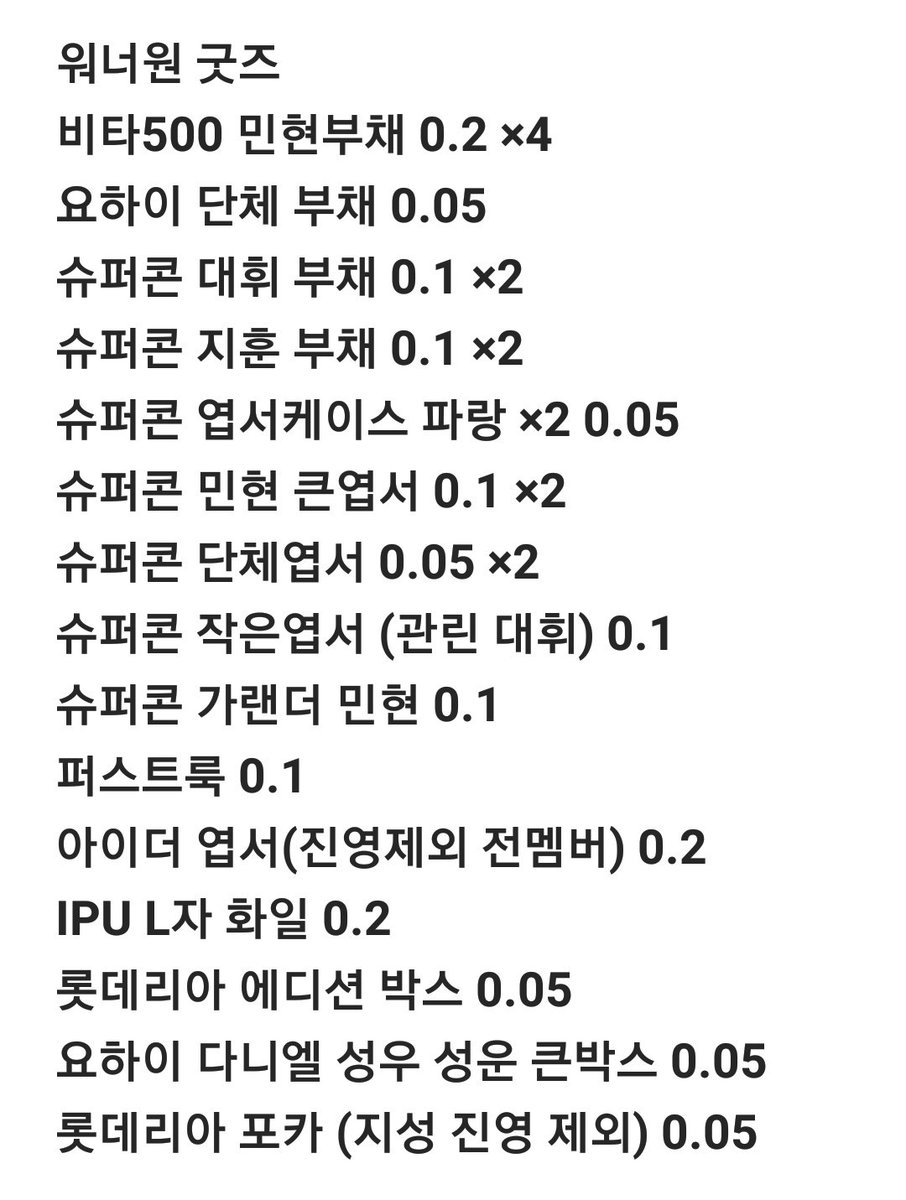 워너원 굿즈
비타500 민현부채 0.2 ×4
요하이 단체 부채 0.05
슈퍼콘 대휘 부채 0.1 ×2
슈퍼콘 지훈 부채 0.1 ×2
슈퍼콘 엽서케이스 파랑 ×2 0.05
슈퍼콘 민현 큰엽서 0.1 ×2
슈퍼콘 단체엽서 0.05 ×2
슈퍼콘 작은엽서 (관린 대휘) 0.1
슈퍼콘 가랜더 민현 0.1
퍼스트룩 0.1
아이더 엽서(진영제외 전멤버) 0.2
IPU L자 화일 0.2
롯데리아 에디션 박스 0.05
요하이 다니엘 성우 성운 큰박스 0.05
롯데리아 포카 (지성 진영 제외) 0.05